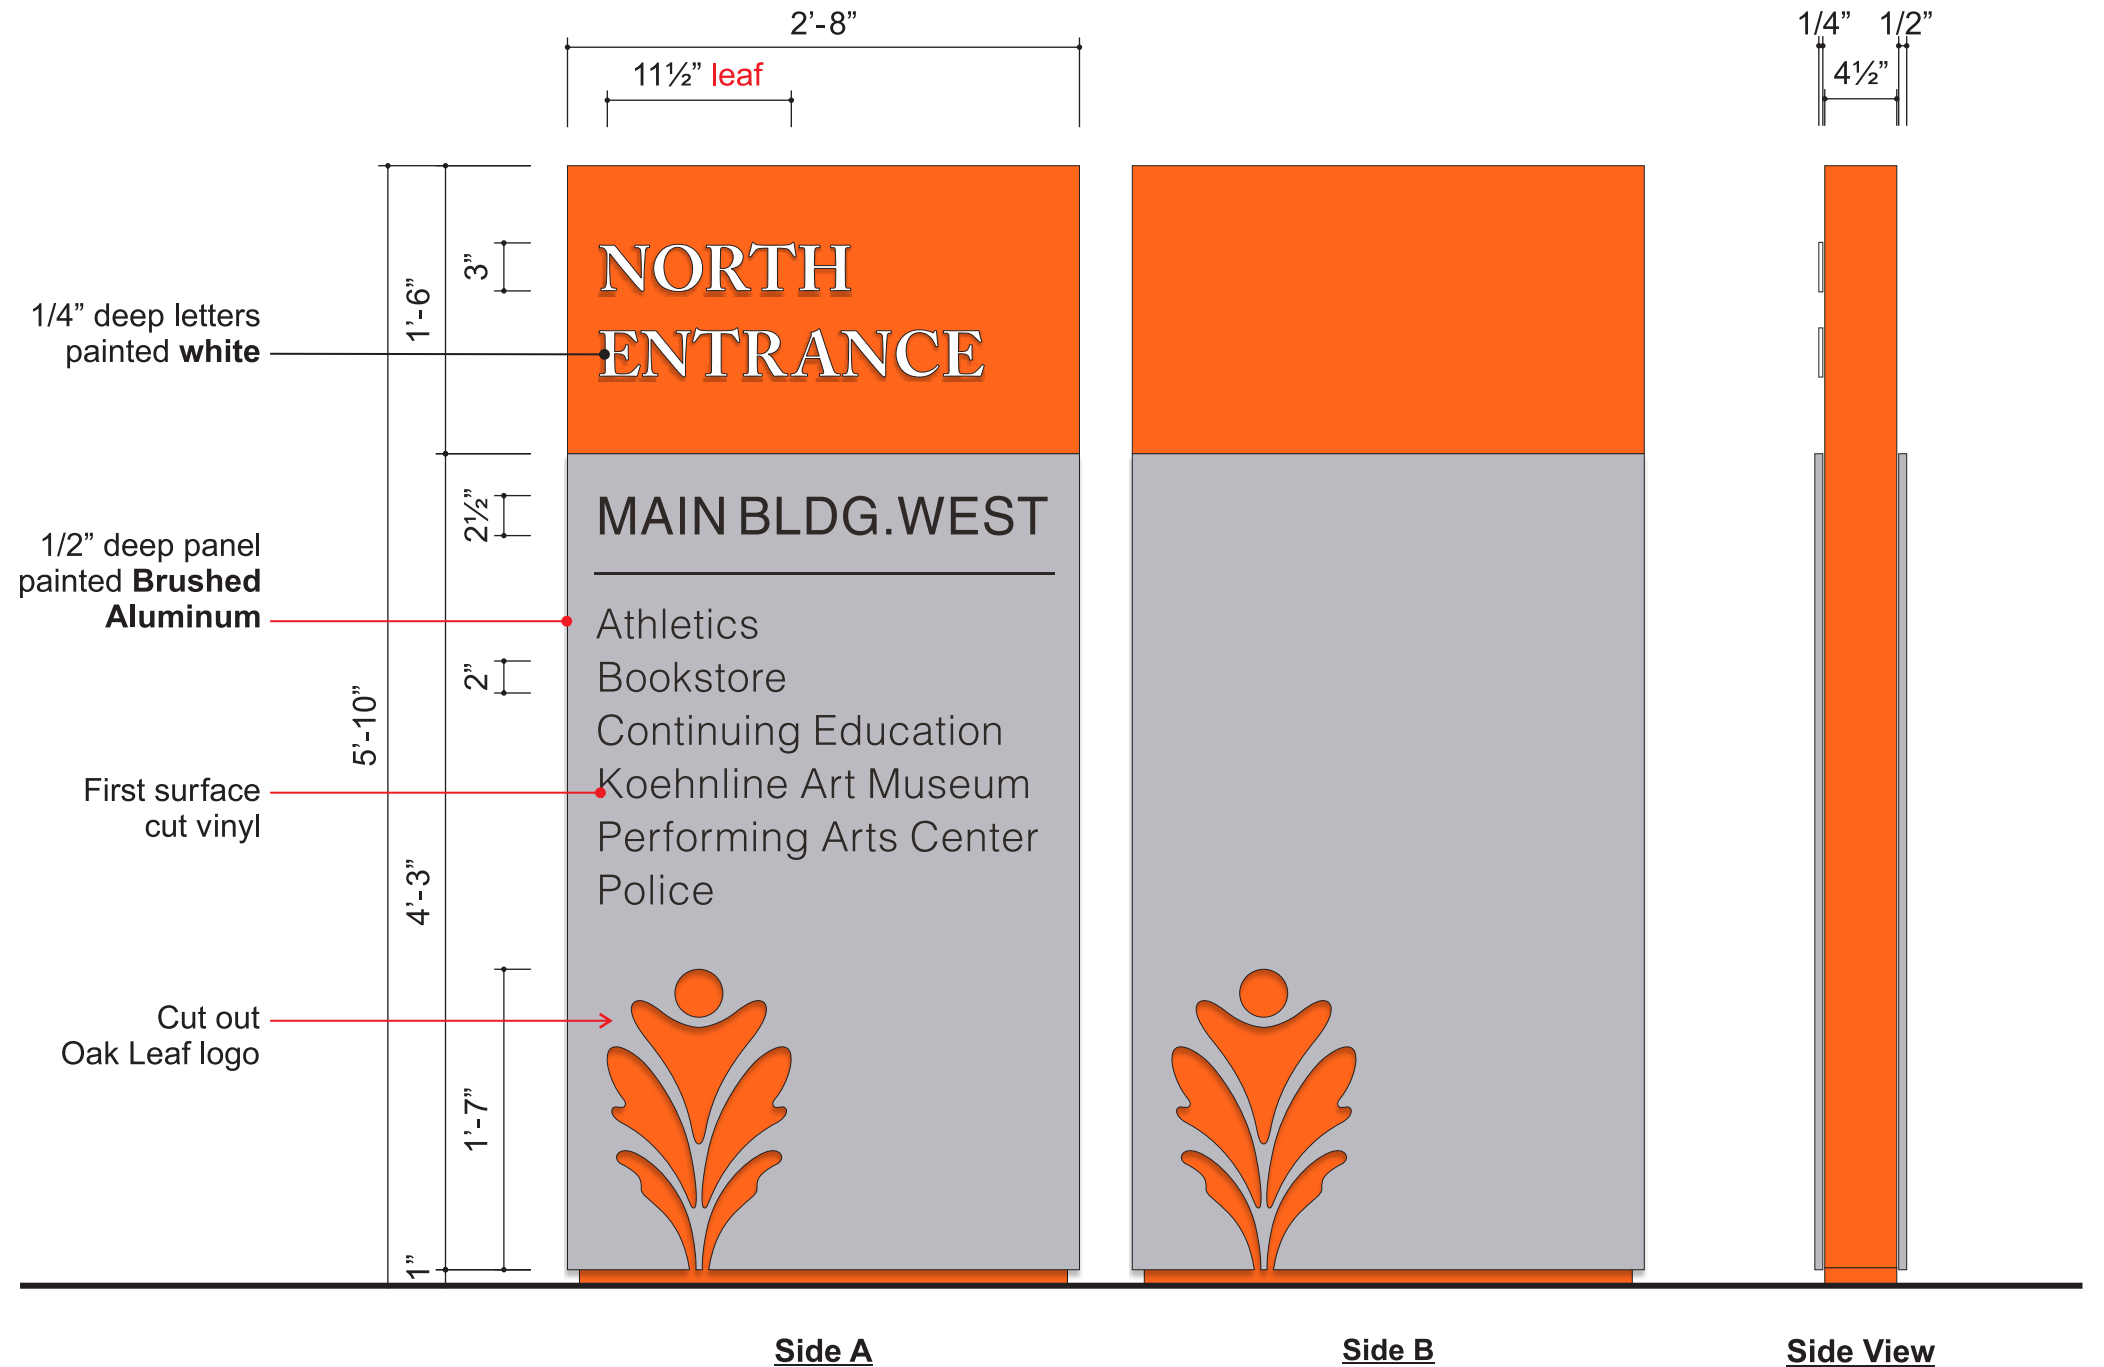 2’-8”
11½” leaf
1/4” 1/2”
4½”
3”
1’-6”
NORTH
ENTRANCE
1/4” deep letters
painted white
2½”
MAIN BLDG.WEST
1/2” deep panel
painted Brushed
Aluminum
Athletics
2”
Bookstore
5’-10”
Continuing Education
First surface
cut vinyl
Koehnline Art Museum
Performing Arts Center
4’-3”
Police
Cut out
Oak Leaf logo
1’-7”
1”
Side A
Side B
Side View